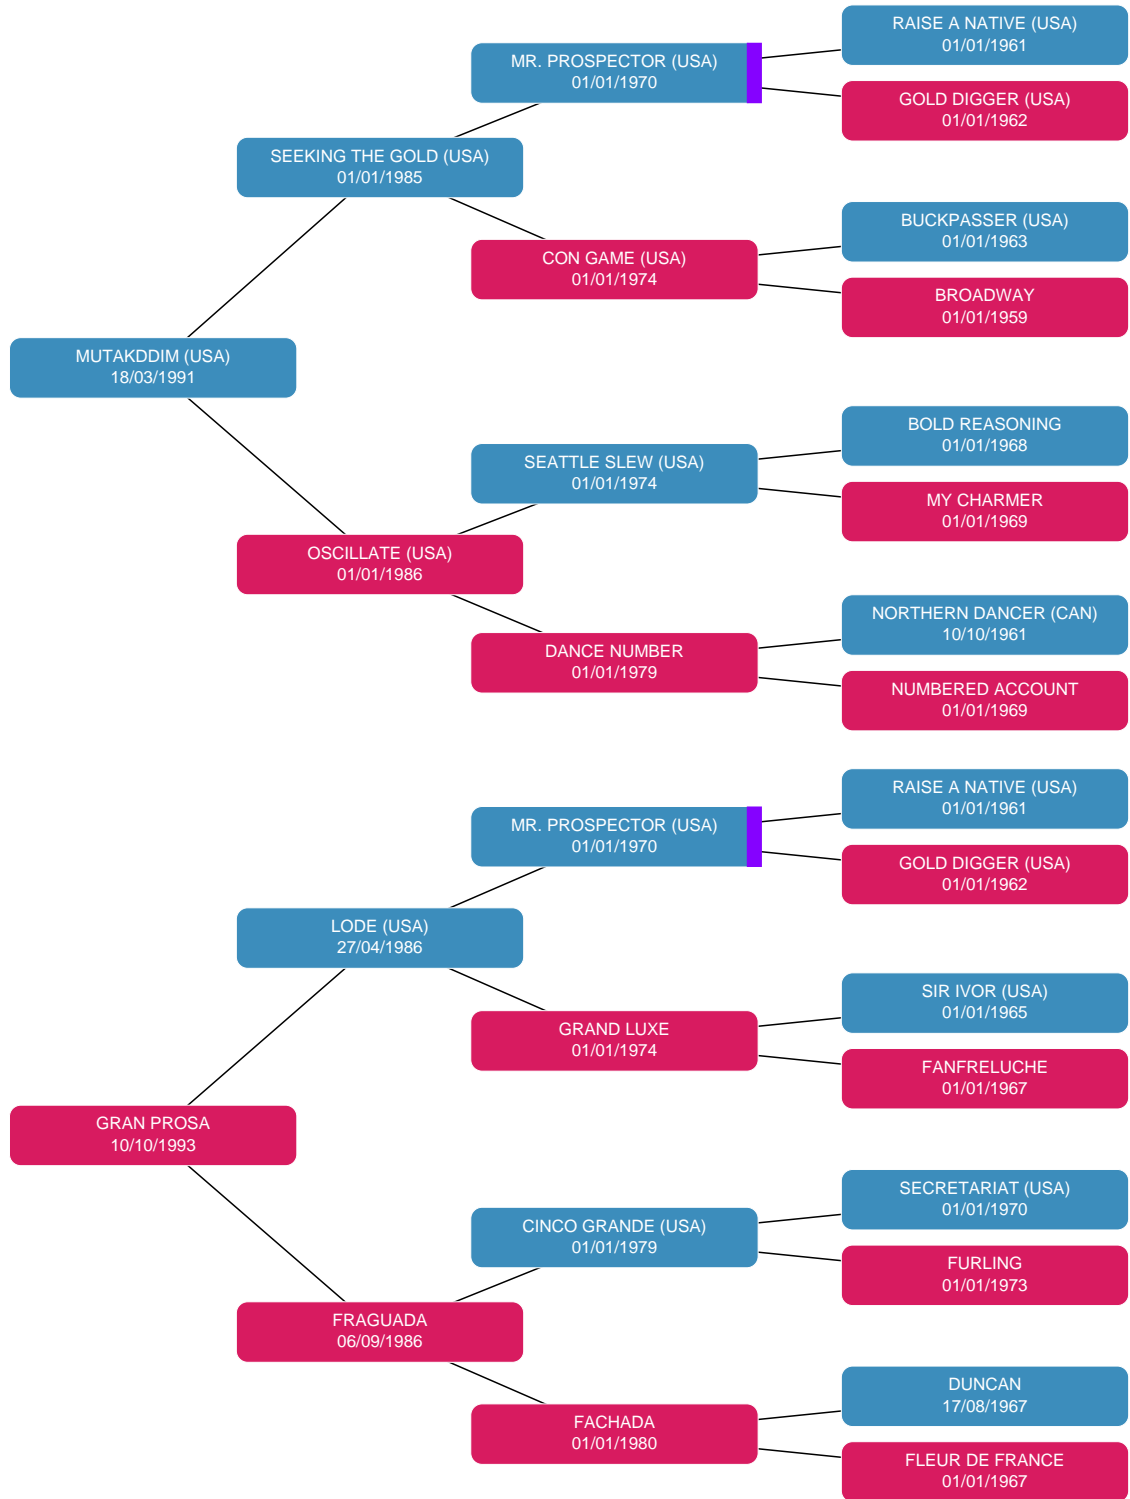 RAISE A NATIVE (USA)
01/01/1961
MR. PROSPECTOR (USA)
01/01/1970
GOLD DIGGER (USA)
01/01/1962
SEEKING THE GOLD (USA)
01/01/1985
BUCKPASSER (USA)
01/01/1963
CON GAME (USA)
01/01/1974
BROADWAY
01/01/1959
MUTAKDDIM (USA)
18/03/1991
BOLD REASONING
01/01/1968
SEATTLE SLEW (USA)
01/01/1974
MY CHARMER
01/01/1969
OSCILLATE (USA)
01/01/1986
NORTHERN DANCER (CAN)
10/10/1961
DANCE NUMBER
01/01/1979
NUMBERED ACCOUNT
01/01/1969
RAISE A NATIVE (USA)
01/01/1961
MR. PROSPECTOR (USA)
01/01/1970
GOLD DIGGER (USA)
01/01/1962
LODE (USA)
27/04/1986
SIR IVOR (USA)
01/01/1965
GRAND LUXE
01/01/1974
FANFRELUCHE
01/01/1967
GRAN PROSA
10/10/1993
SECRETARIAT (USA)
01/01/1970
CINCO GRANDE (USA)
01/01/1979
FURLING
01/01/1973
FRAGUADA
06/09/1986
DUNCAN
17/08/1967
FACHADA
01/01/1980
FLEUR DE FRANCE
01/01/1967